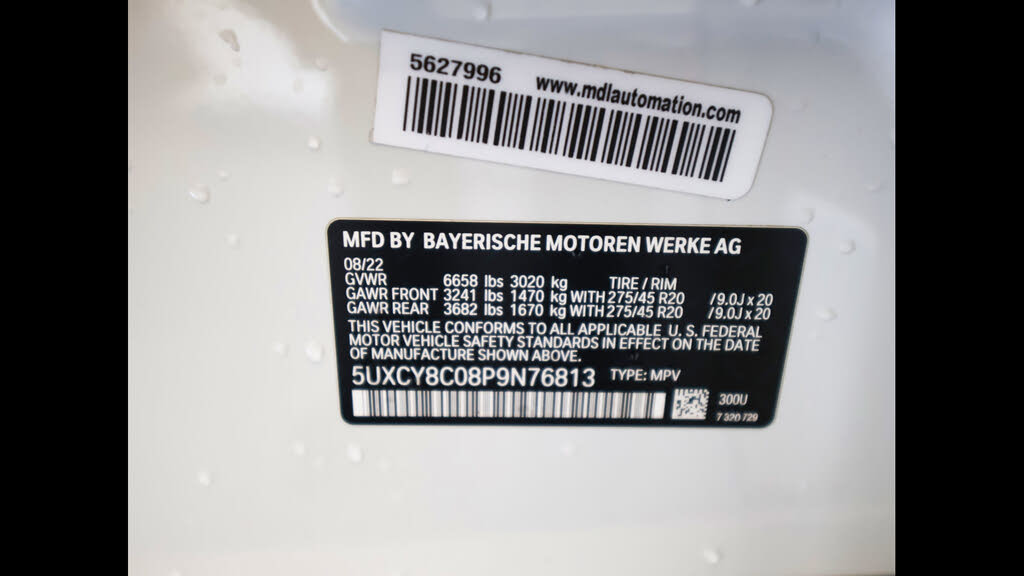 5627996 www.mdlautomation.com
MFD BY BAYERISCHE MOTOREN WERKE AG
08/22
GVWR 6658 lbs 3020 kg TIRE / RIM
GAWR FRONT 3241 lbs 1470 kg WITH 275/45 R20 /9.0J x 20
GAWR REAR 3682 lbs 1670 kg WITH 275/45 R20 /9.0J x 20
THIS VEHICLE CONFORMS TO ALL APPLICABLE U. S. FEDERAL
MOTOR VEHICLE SAFETY STANDARDS IN EFFECT ON THE DATE
OF MANUFACTURE SHOWN ABOVE.
5UXCY8C08P9N76813 TYPE: MPV
300U
7 320 729